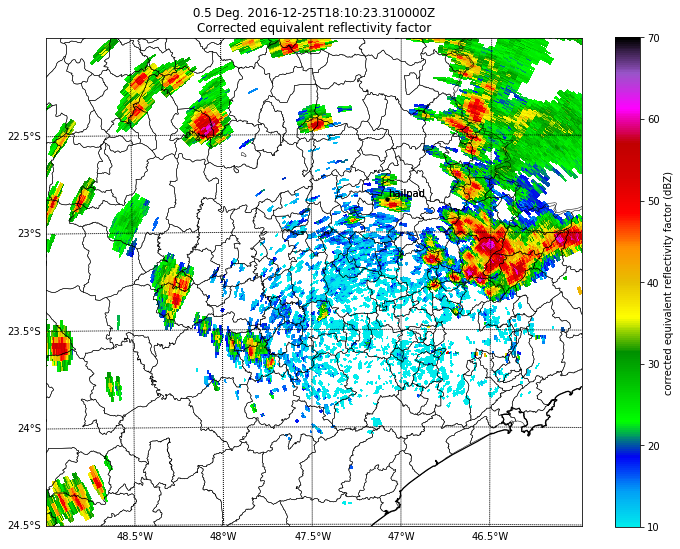 0.5 Deg. 2016-12-25T18:10:23.310000Z
Corrected equivalent reflectivity factor
22.5°S
23°S
23.5°S
24°S
24.5°S
48.5°W
48°W
47.5°W
47°W
46.5°W
hailpad
70
60
50
40
30
20
10
corrected equivalent reflectivity factor (dBZ)